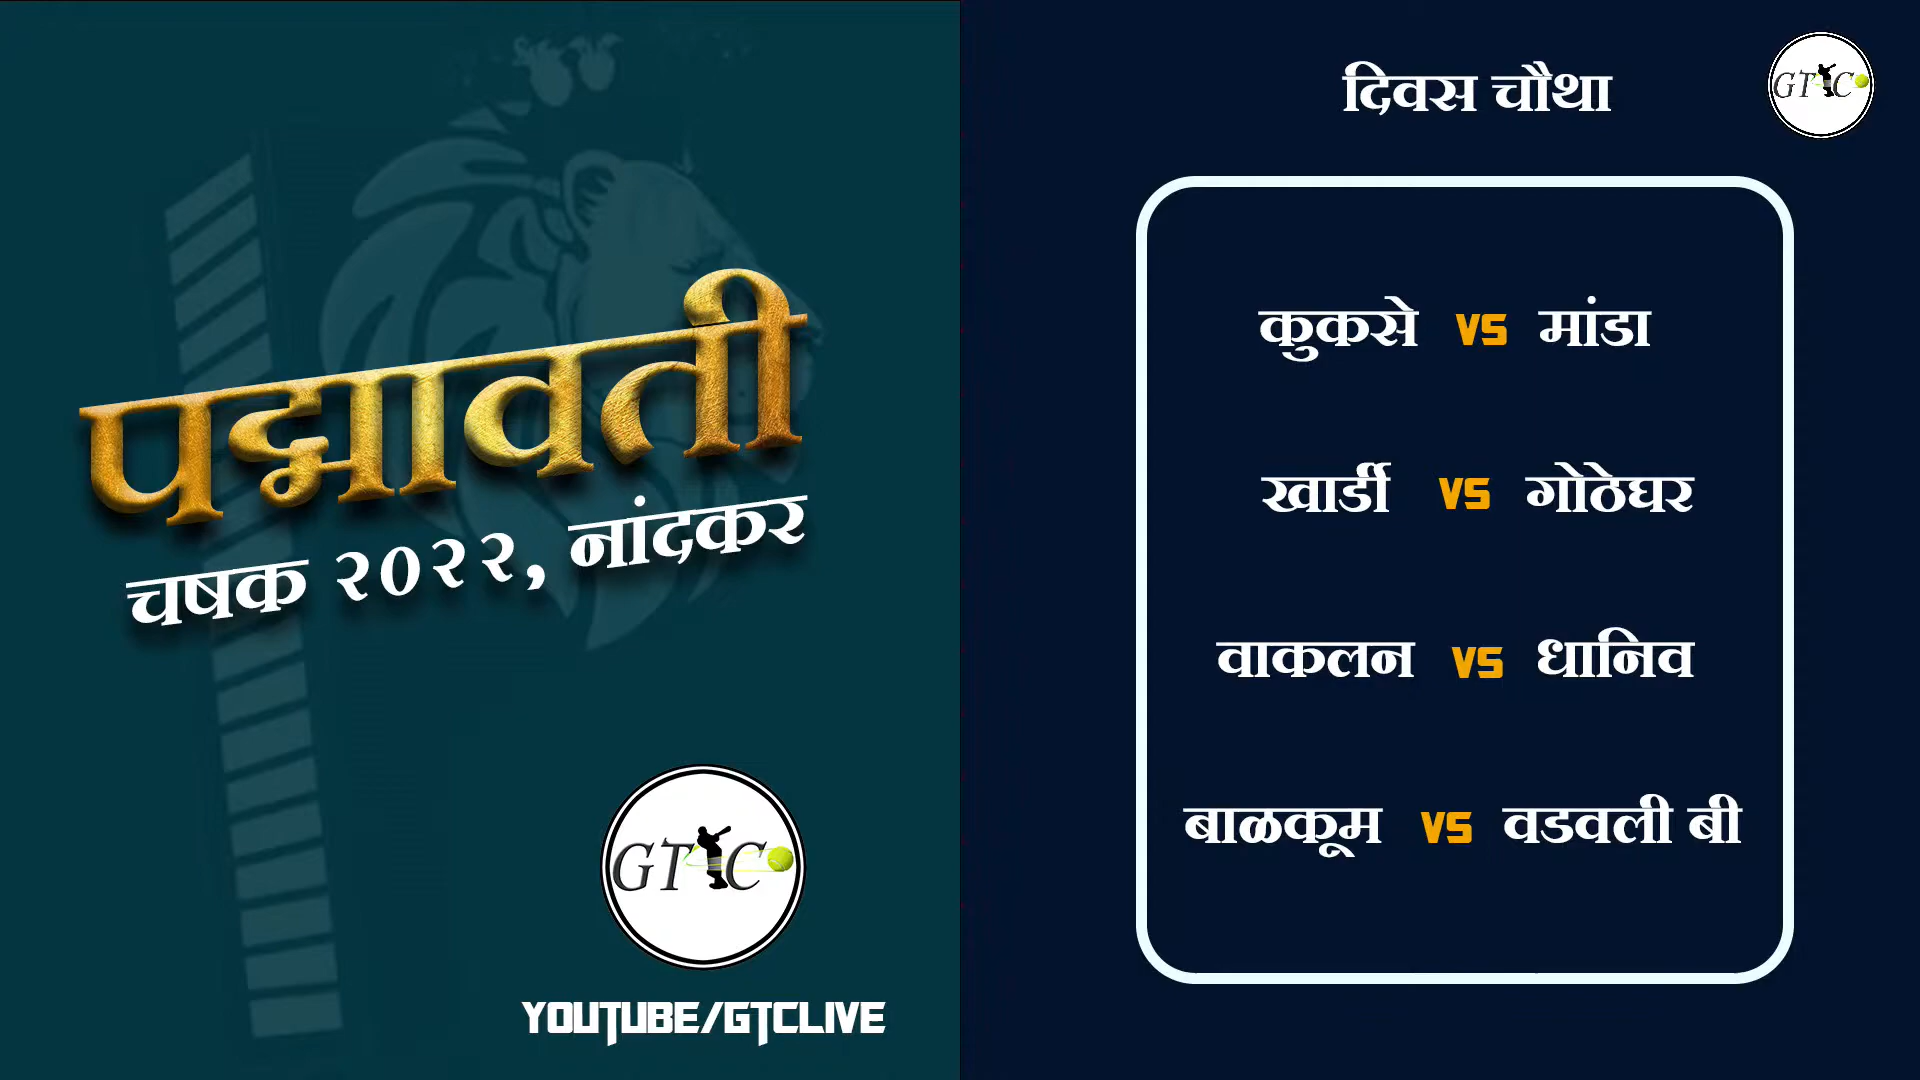 पद्मावती
चषक २०२२, नांदकर
GTC
YOUTUBE/GTCLIVE
दिवस चौथा
GTC
कुकसे VS मांडा
खार्डी VS गोठेघर
वाकलन VS धानिव
बाळकूम VS वडवली बी